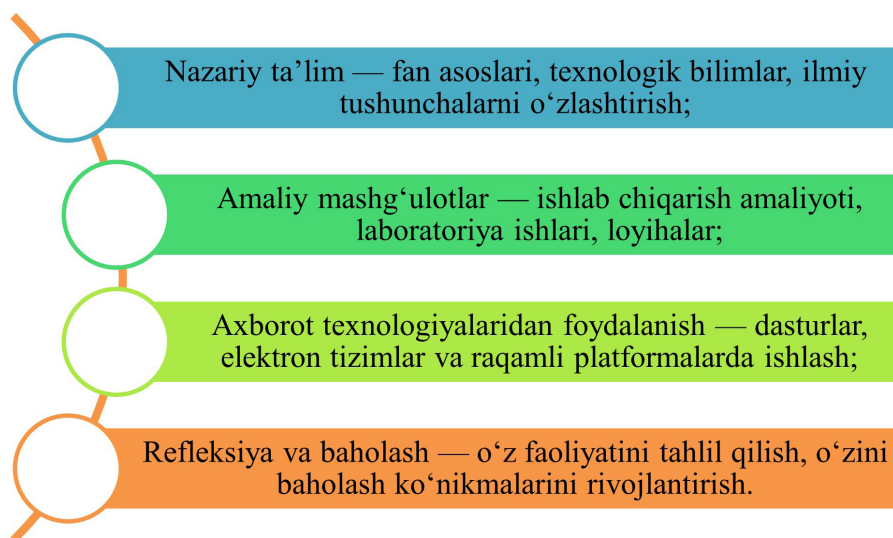 Nazariy ta’lim — fan asoslari, texnologik bilimlar, ilmiy
tushunchalarni o‘zlashtirish;
Amaliy mashg‘ulotlar — ishlab chiqarish amaliyoti,
laboratoriya ishlari, loyihalar;
Axborot texnologiyalaridan foydalanish — dasturlar,
elektron tizimlar va raqamli platformalarda ishlash;
Refleksiya va baholash — o‘z faoliyatini tahlil qilish, o‘zini
baholash ko‘nikmalarini rivojlantirish.